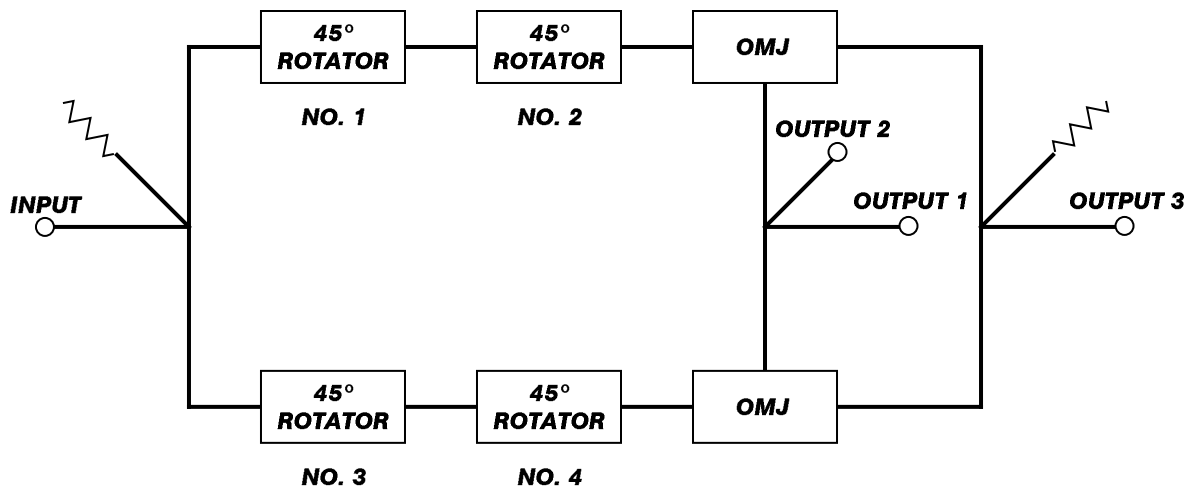 45°
ROTATOR
NO. 1
45°
ROTATOR
NO. 2
OMJ
OUTPUT 2
INPUT
OUTPUT 1
OUTPUT 3
45°
ROTATOR
NO. 3
45°
ROTATOR
NO. 4
OMJ